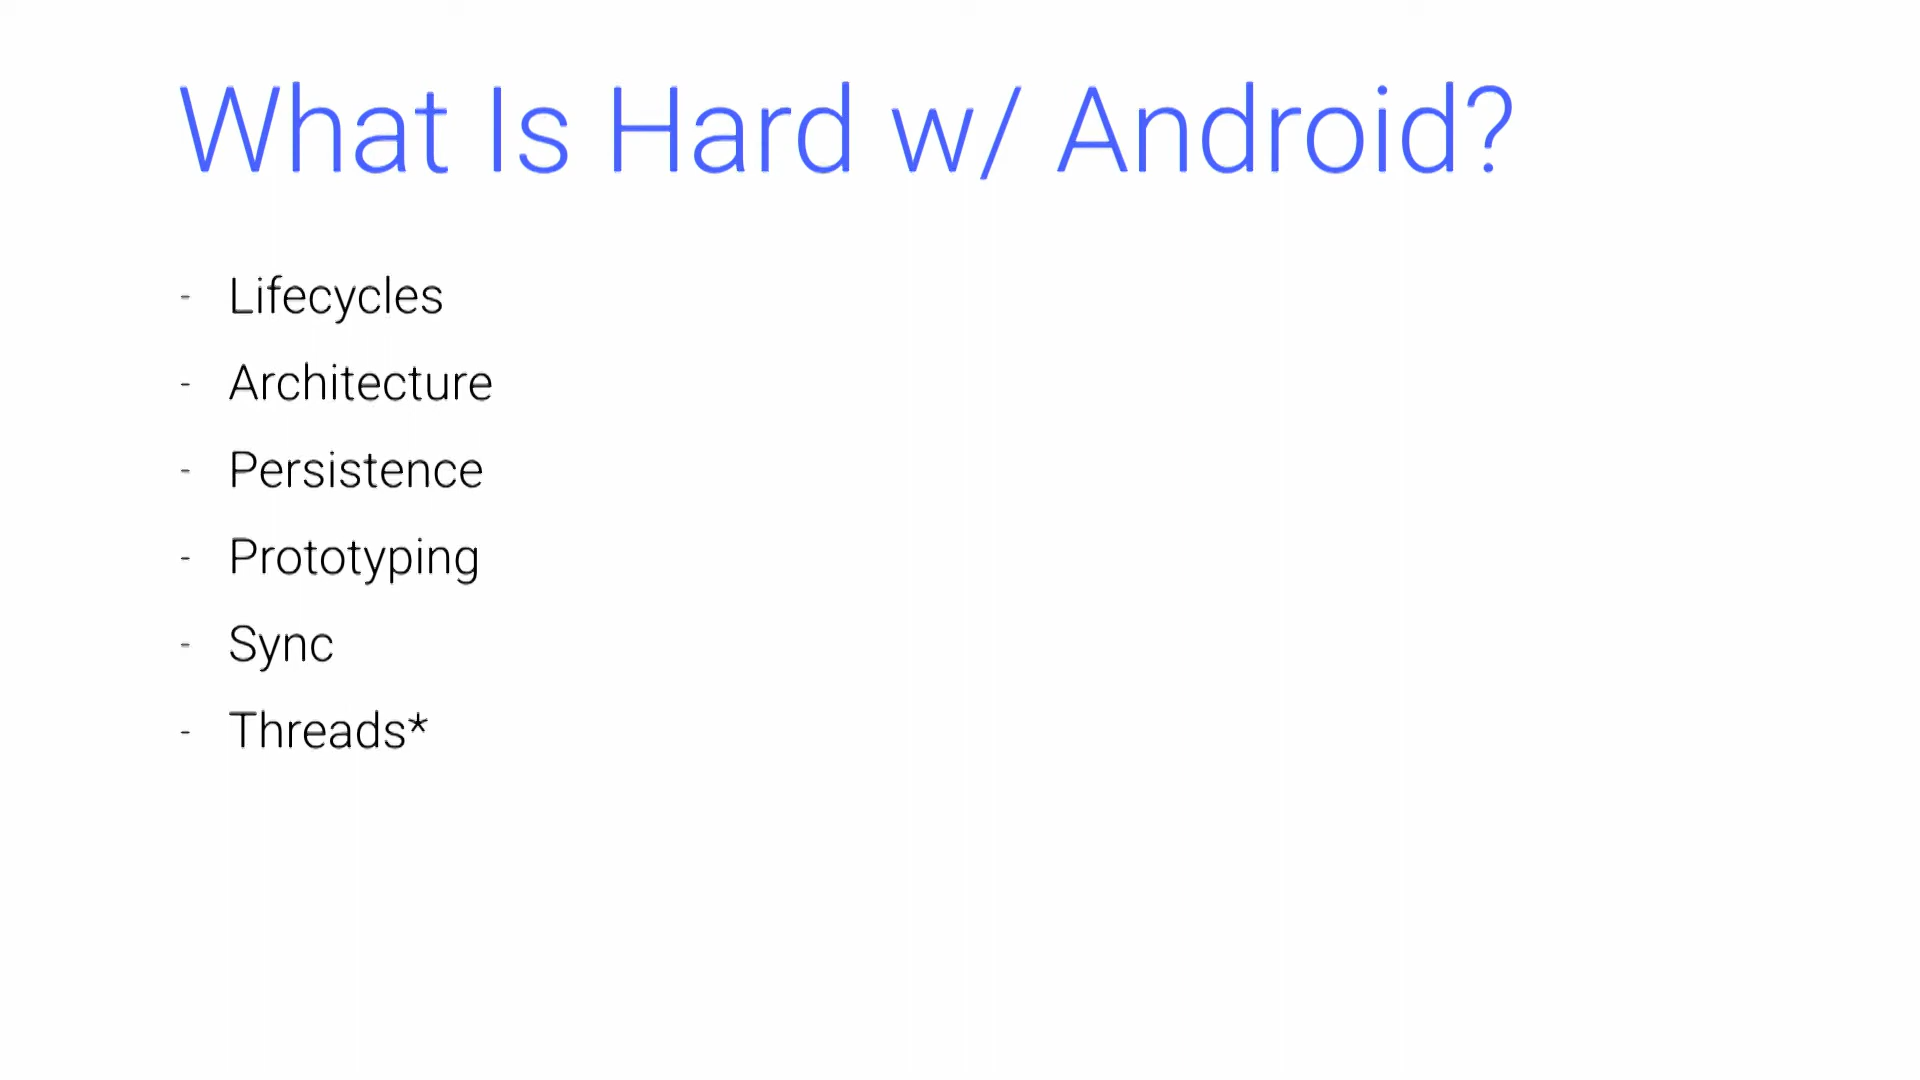 What Is Hard w/ Android?
- Lifecycles
- Architecture
- Persistence
- Prototyping
- Sync
- Threads*